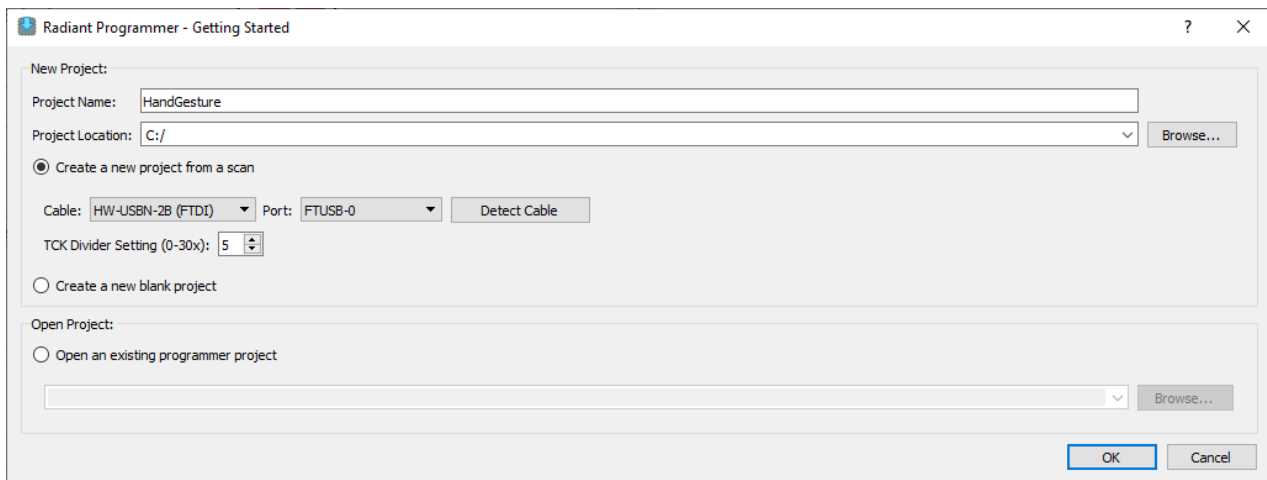 Radiant Programmer - Getting Started
New Project:
Project Name: HandGesture
Project Location: C:/ Browse...
Create a new project from a scan
Cable: HW-USBN-2B (FTDI) Port: FTUSB-0 Detect Cable
TCK Divider Setting (0-30x): 5
Create a new blank project
Open Project:
Open an existing programmer project
Browse...
OK Cancel